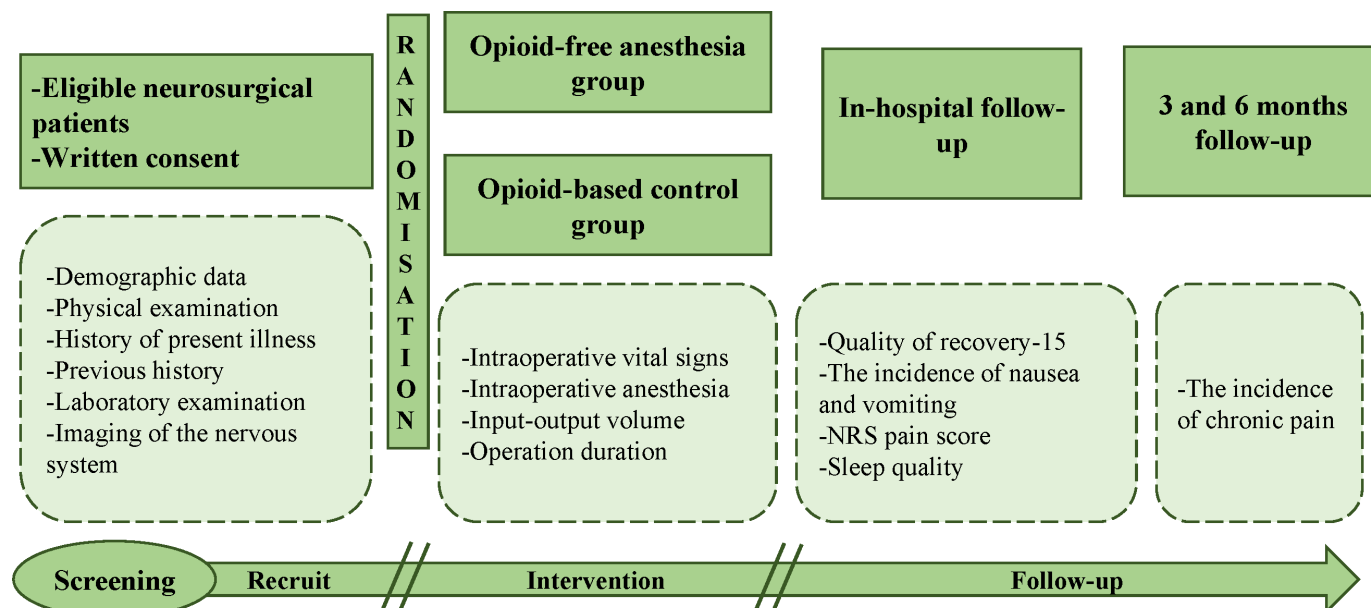 -Eligible neurosurgical
patients
-Written consent
-Demographic data
-Physical examination
-History of present illness
-Previous history
-Laboratory examination
-Imaging of the nervous
system
RANDOMISATION
Opioid-free anesthesia
group
Opioid-based control
group
-Intraoperative vital signs
-Intraoperative anesthesia
-Input-output volume
-Operation duration
In-hospital follow-
up
-Quality of recovery-15
-The incidence of nausea
and vomiting
-NRS pain score
-Sleep quality
3 and 6 months
follow-up
-The incidence
of chronic pain
Screening
Recruit
Intervention
Follow-up